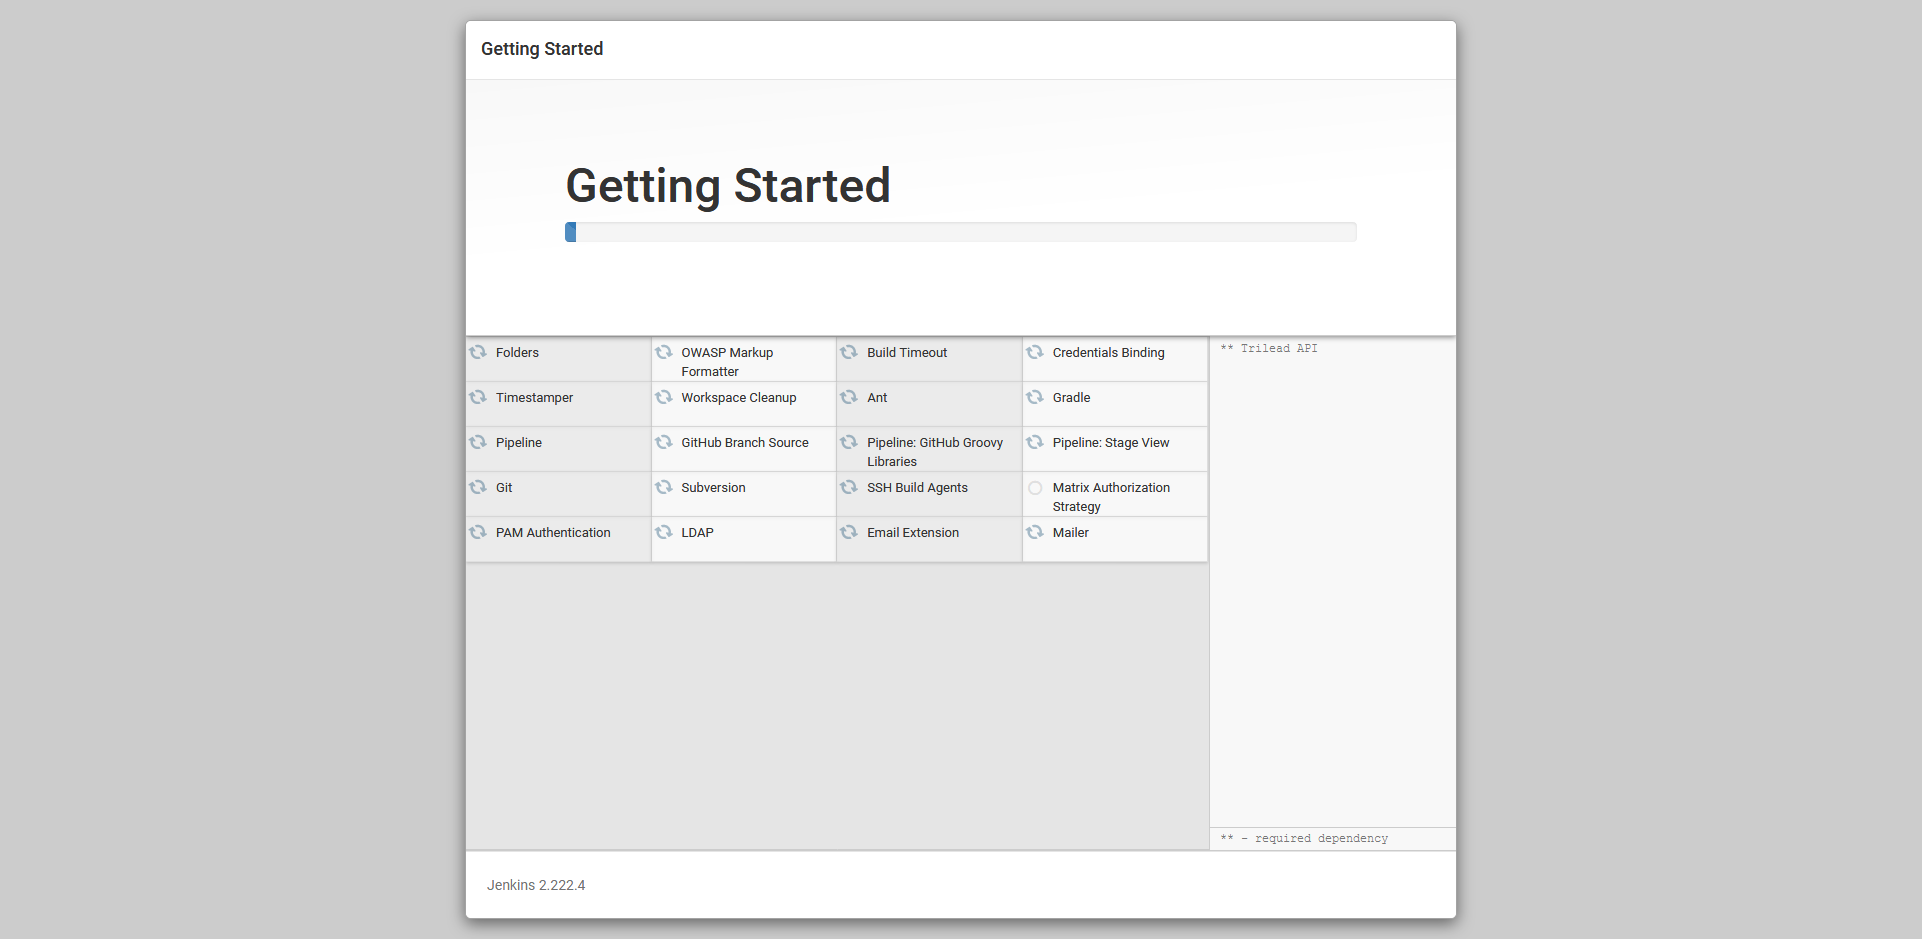 Getting Started
Getting Started
Folders
OWASP Markup
Formatter
Build Timeout
Credentials Binding
** Trilead API
Timestamper
Workspace Cleanup
Ant
Gradle
Pipeline
GitHub Branch Source
Pipeline: GitHub Groovy
Libraries
Pipeline: Stage View
Git
Subversion
SSH Build Agents
Matrix Authorization
Strategy
PAM Authentication
LDAP
Email Extension
Mailer
** - required dependency
Jenkins 2.222.4